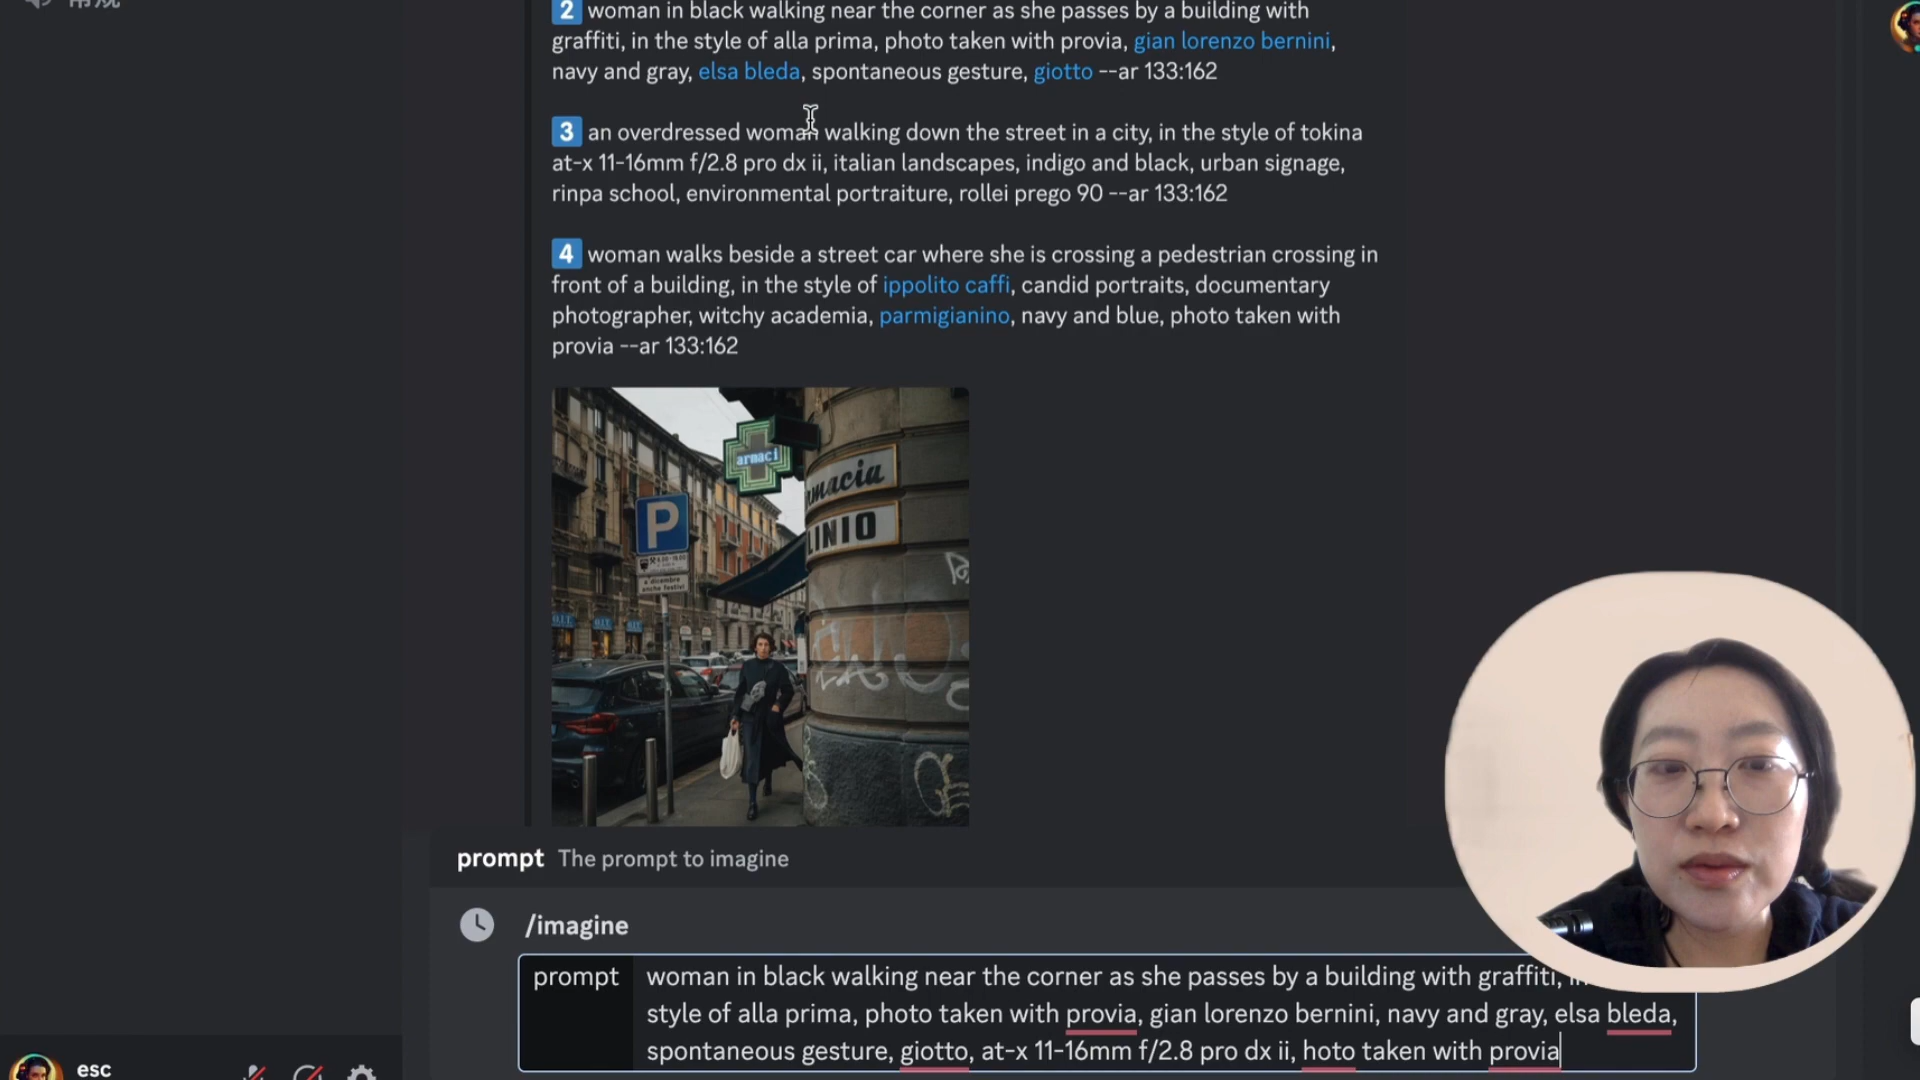 常规
2 woman in black walking near the corner as she passes by a building with
graffiti, in the style of alla prima, photo taken with provia, gian lorenzo bernini,
navy and gray, elsa bleda, spontaneous gesture, giotto --ar 133:162
3 an overdressed woman walking down the street in a city, in the style of tokina
at-x 11-16mm f/2.8 pro dx ii, italian landscapes, indigo and black, urban signage,
rinpa school, environmental portraiture, rollei prego 90 --ar 133:162
4 woman walks beside a street car where she is crossing a pedestrian crossing in
front of a building, in the style of ippolito caffi, candid portraits, documentary
photographer, witchy academia, parmigianino, navy and blue, photo taken with
provia --ar 133:162
armaci
macia
LINIO
P
a dicembre
anche festivi
prompt The prompt to imagine
/imagine
prompt woman in black walking near the corner as she passes by a building with graffiti,
style of alla prima, photo taken with provia, gian lorenzo bernini, navy and gray, elsa bleda,
spontaneous gesture, giotto, at-x 11-16mm f/2.8 pro dx ii, hoto taken with provia
esc